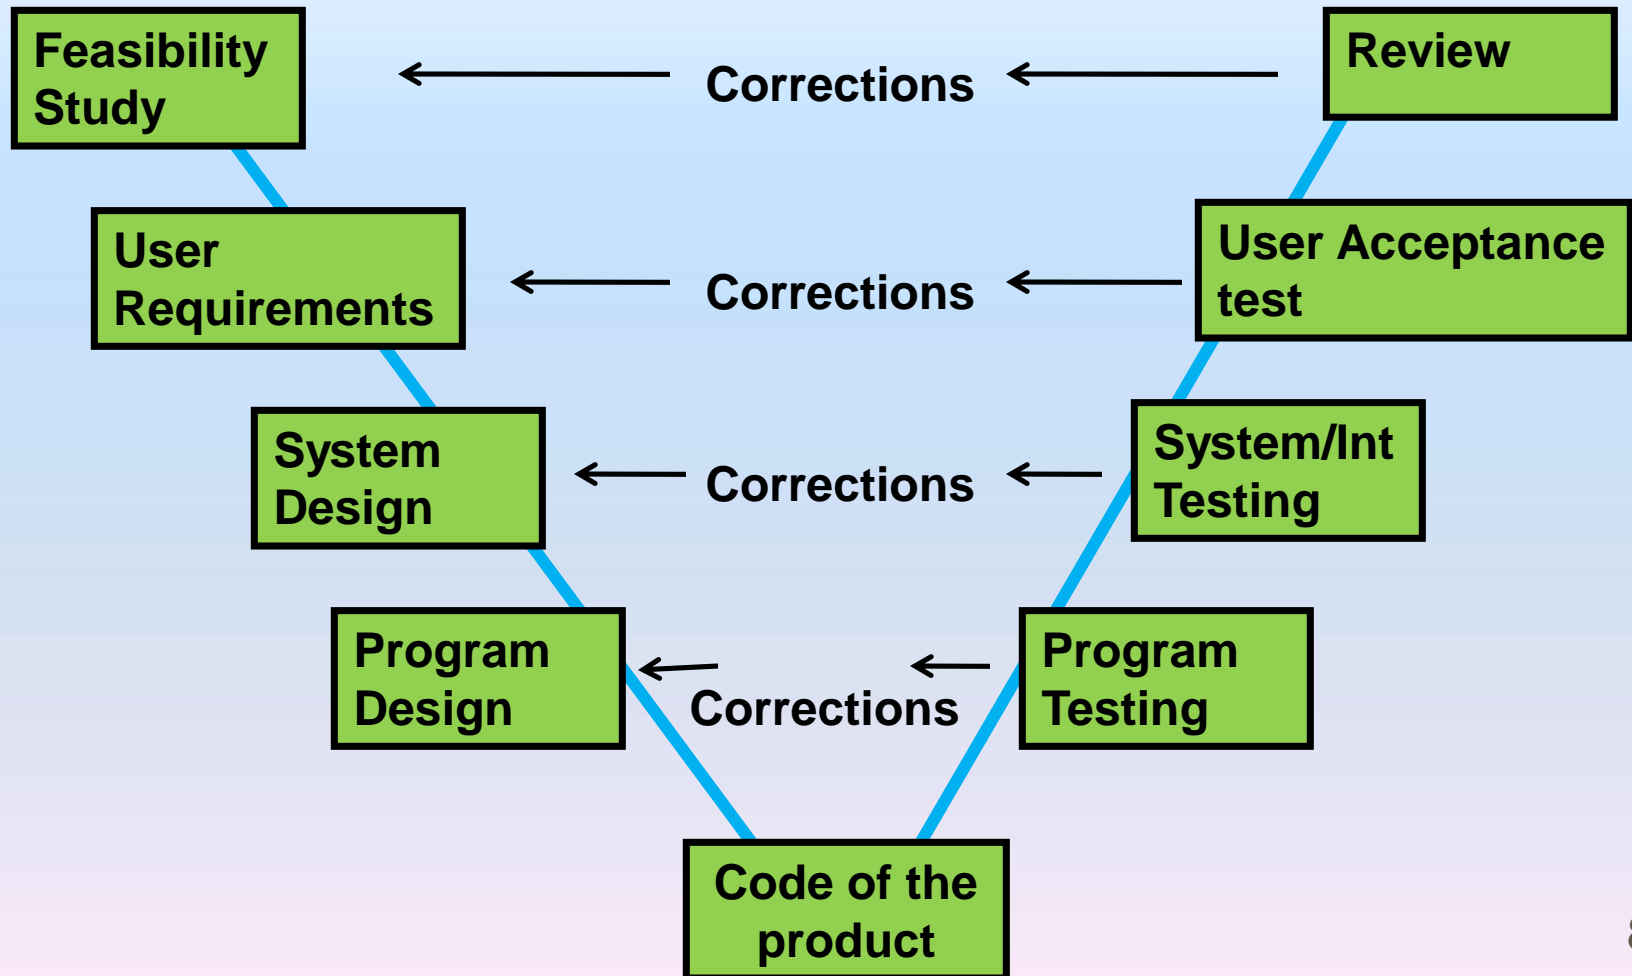 Feasibility
Study
Corrections
Review
User
Requirements
Corrections
User Acceptance
test
System
Design
Corrections
System/Int
Testing
Program
Design
Corrections
Program
Testing
Code of the
product